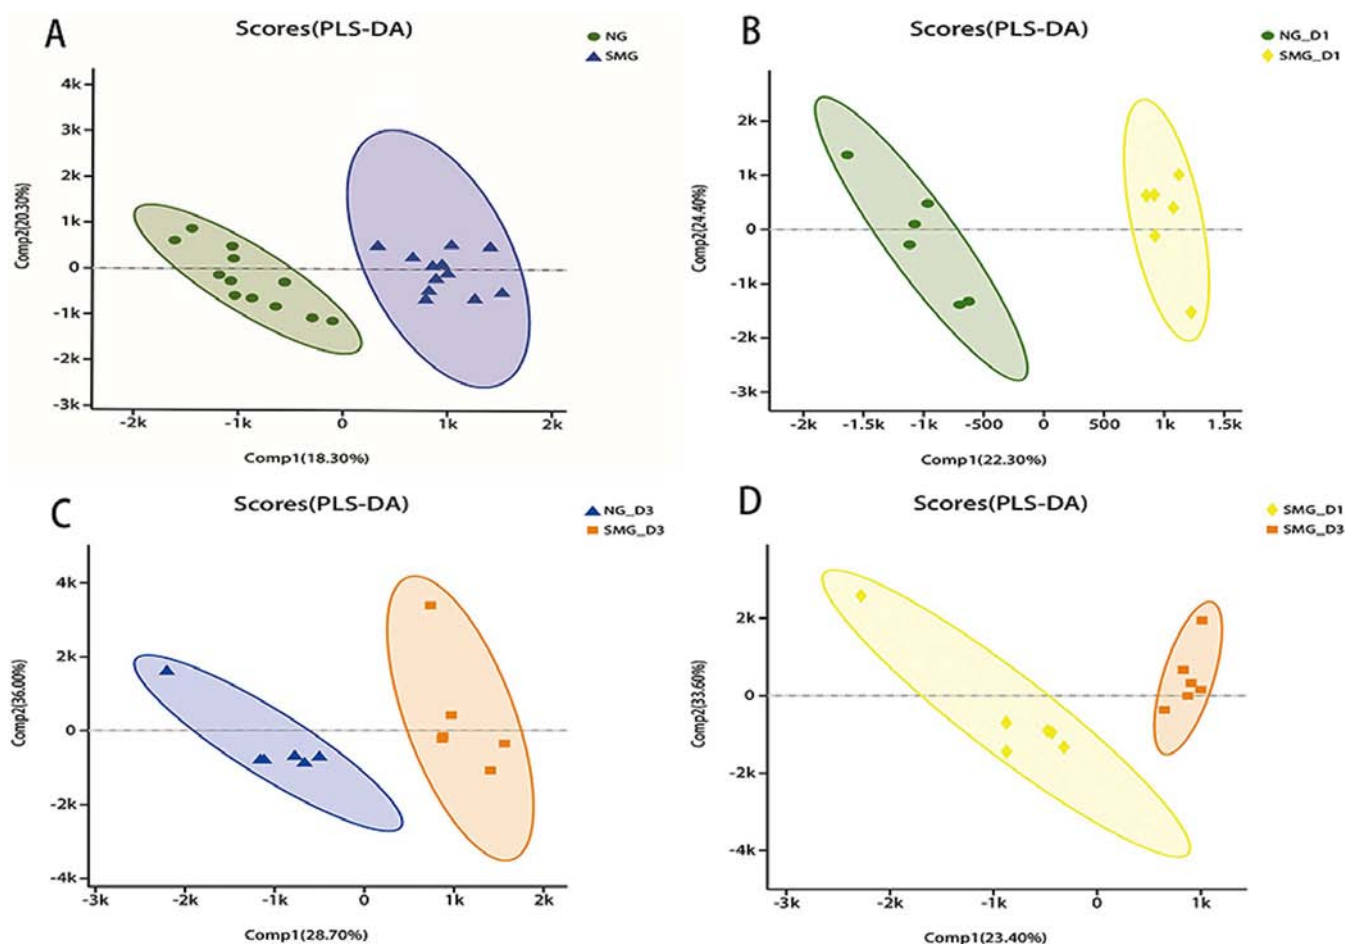 A
Scores(PLS-DA)
NG
SMG
4k
3k
2k
1k
0
-1k
-2k
-3k
Comp2(20.30%)
-2k -1k 0 1k 2k
Comp1(18.30%)
B
Scores(PLS-DA)
NG_D1
SMG_D1
2k
1k
0
-1k
-2k
-3k
Comp2(24.40%)
-2k -1.5k -1k -500 0 500 1k 1.5k
Comp1(22.30%)
C
Scores(PLS-DA)
NG_D3
SMG_D3
4k
2k
0
-2k
-4k
Comp2(36.00%)
-3k -2k -1k 0 1k 2k
Comp1(28.70%)
D
Scores(PLS-DA)
SMG_D1
SMG_D3
2k
0
-2k
-4k
Comp2(33.60%)
-3k -2k -1k 0 1k
Comp1(23.40%)